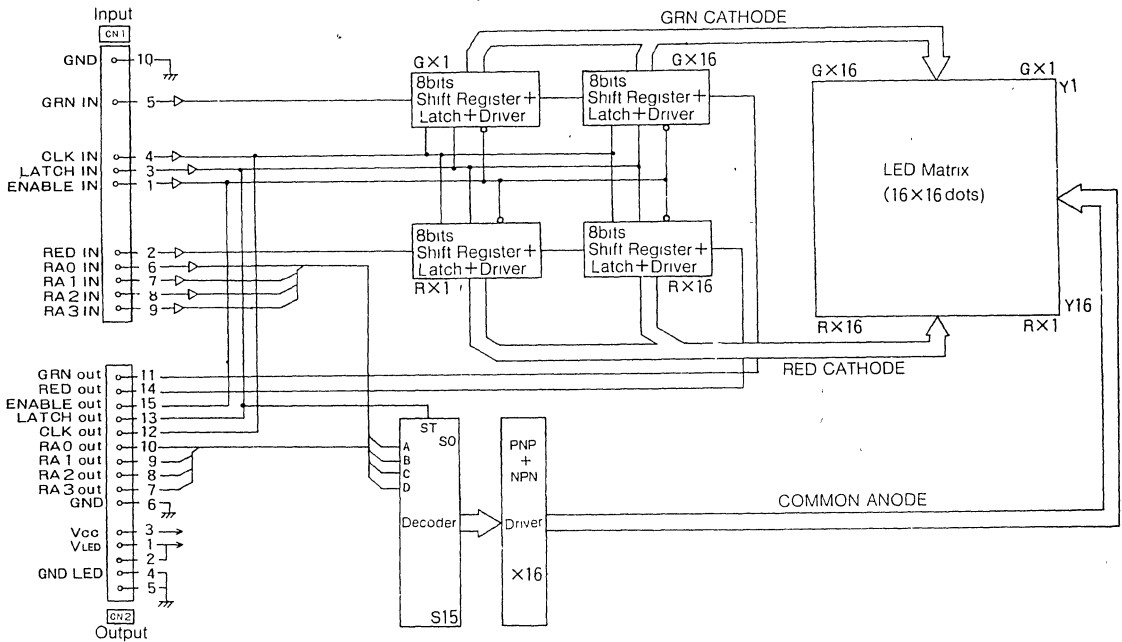 Input
CN1
GND 10
GRN IN 5
CLK IN 4
LATCH IN 3
ENABLE IN 1
RED IN 2
RA0 IN 6
RA1 IN 7
RA2 IN 8
RA3 IN 9
GRN CATHODE
G×1
8bits
Shift Register+
Latch+Driver
G×16
8bits
Shift Register+
Latch+Driver
8bits
Shift Register+
Latch+Driver
R×1
8bits
Shift Register+
Latch+Driver
R×16
G×16
G×1
Y1
LED Matrix
(16×16dots)
Y16
R×16
R×1
RED CATHODE
GRN out 11
RED out 14
ENABLE out 15
LATCH out 13
CLK out 12
RA0 out 10
RA1 out 9
RA2 out 8
RA3 out 7
GND 6
Vcc 3
VLED 1
2
GND LED 4
5
CN2
Output
ST
S0
A
B
C
D
Decoder
S15
PNP
+
NPN
Driver
×16
COMMON ANODE